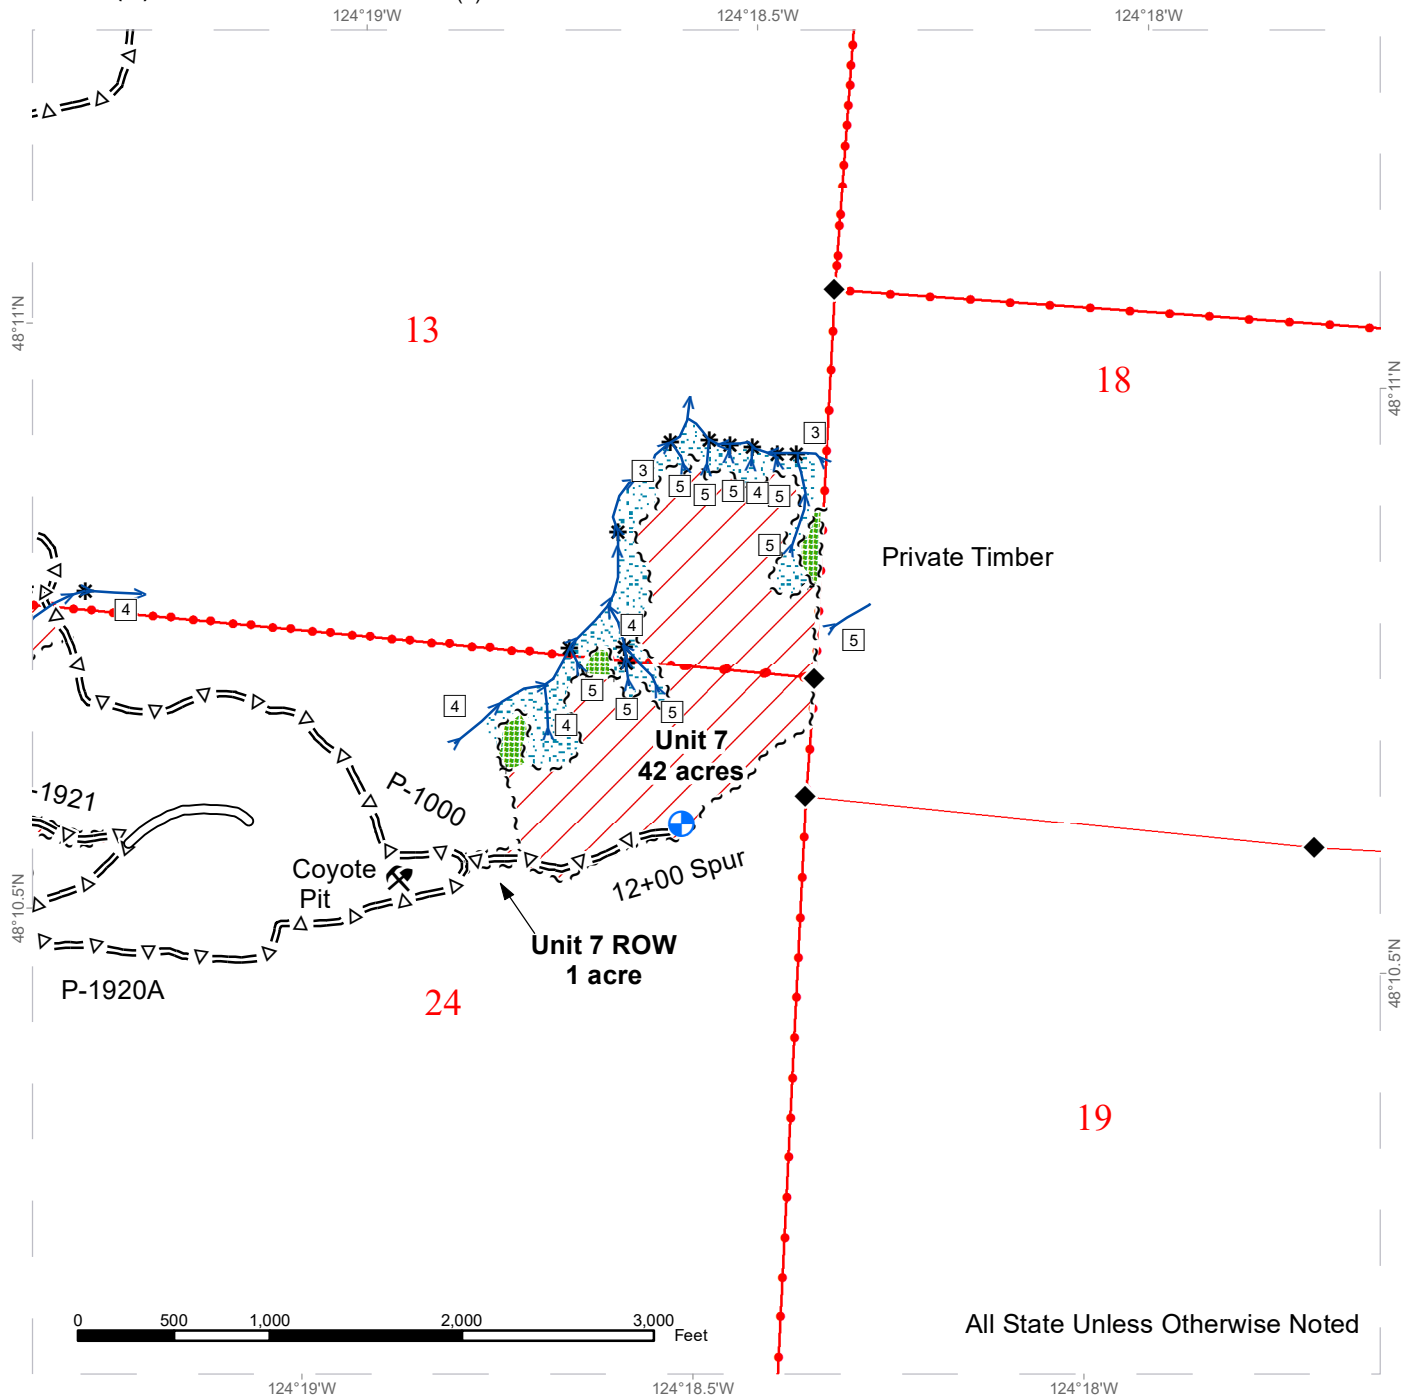 124°19'W
124°18.5'W
124°18'W
48°11'N
13
18
48°11'N
3
3
5
5
5
4
5
5
Private Timber
4
4
5
5
4
5
5
4
Unit 7
42 acres
-1921
P-1000
Coyote
Pit
12+00 Spur
48°10.5'N
Unit 7 ROW
1 acre
48°10.5'N
P-1920A
24
19
0
500
1,000
2,000
3,000
Feet
All State Unless Otherwise Noted
124°19'W
124°18.5'W
124°18'W